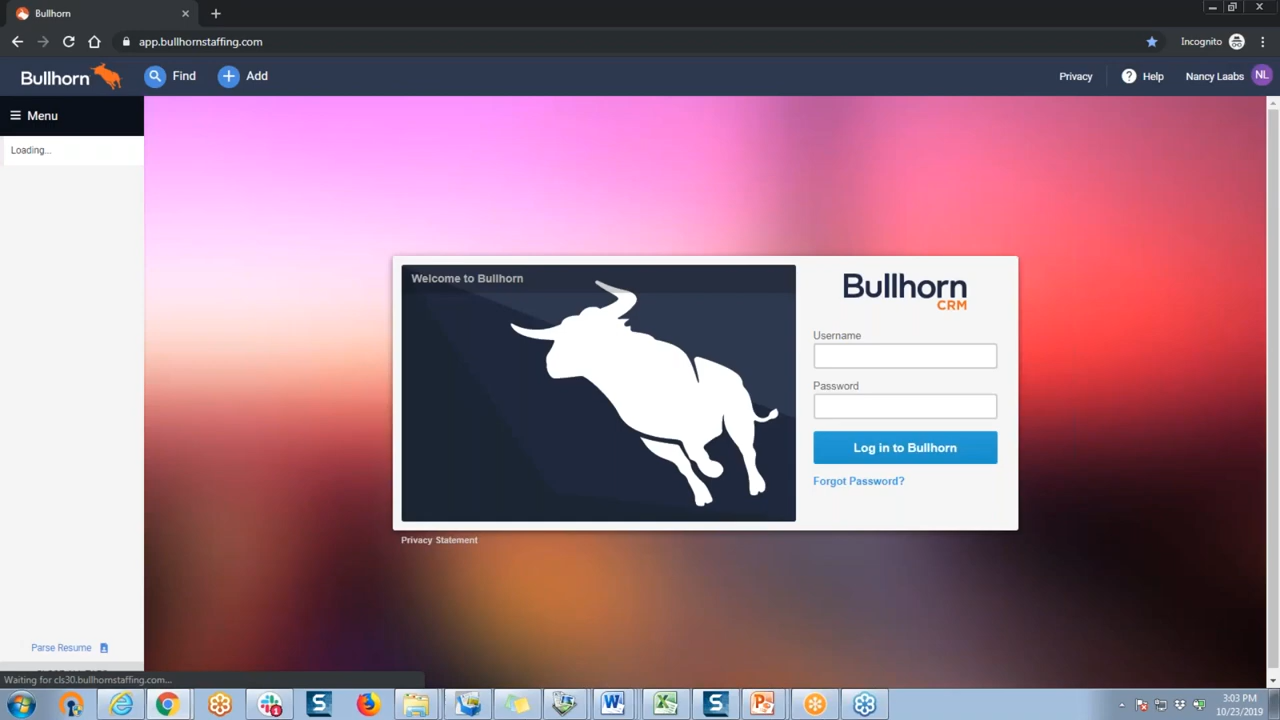 Bullhorn
app.bullhornstaffing.com
Incognito
Bullhorn
Find
Add
Privacy
Help
Nancy Laabs
NL
Menu
Loading...
Welcome to Bullhorn
Bullhorn
CRM
Username
Password
Log in to Bullhorn
Forgot Password?
Privacy Statement
Parse Resume
Waiting for cls30.bullhornstaffing.com...
3:03 PM
10/23/2019